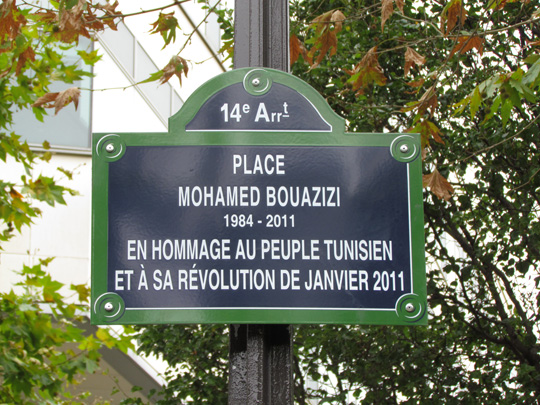 14e Arrt
PLACE
MOHAMED BOUAZIZI
1984 - 2011
EN HOMMAGE AU PEUPLE TUNISIEN
ET À SA RÉVOLUTION DE JANVIER 2011